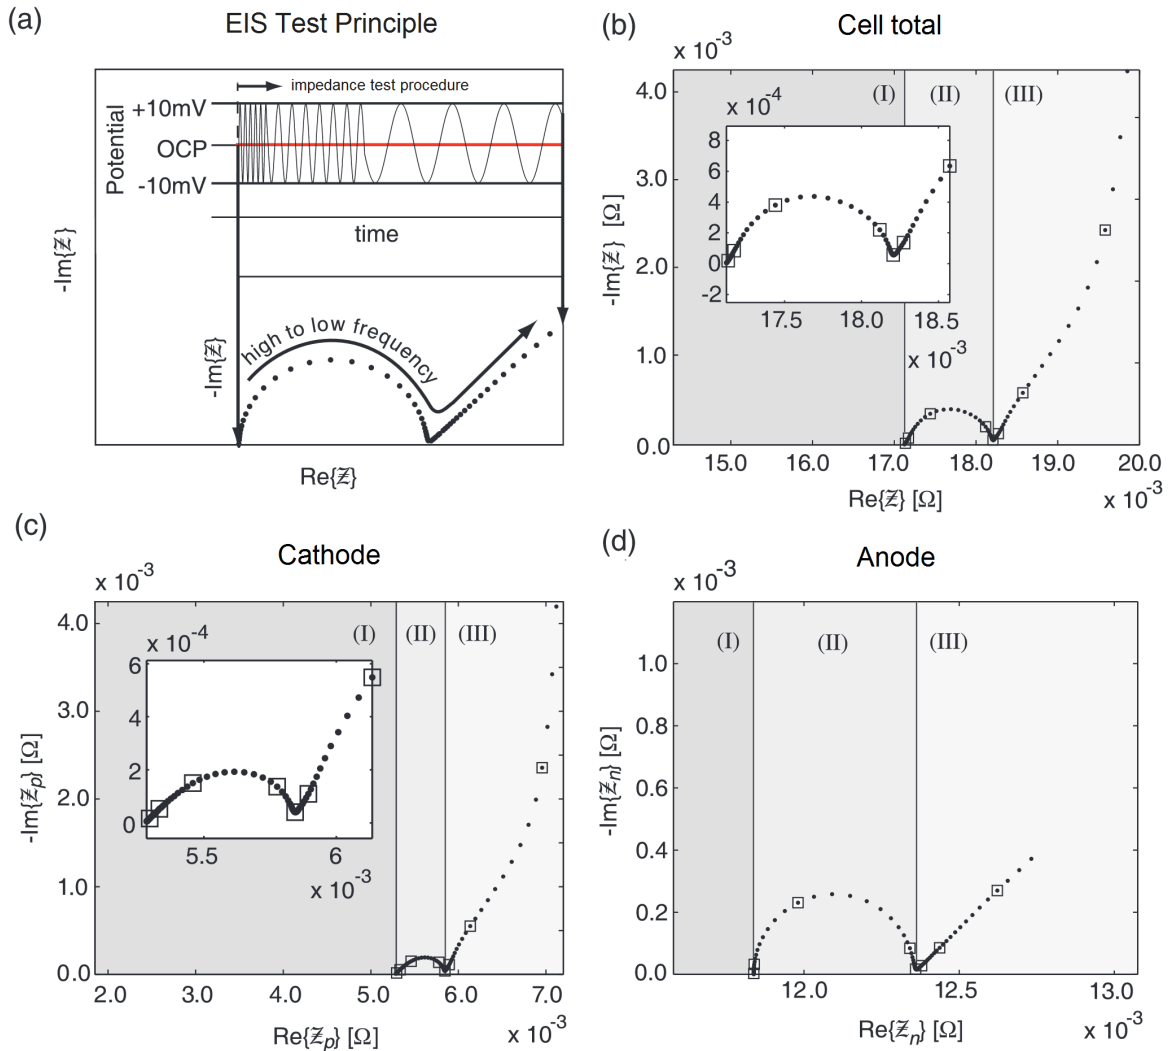 (a)
EIS Test Principle
impedance test procedure
+10mV
OCP
-10mV
Potential
time
-Im{Z}
-Im{Z}
high to low frequency
Re{Z}
(b)
Cell total
x 10⁻³
(I)
(II)
(III)
4.0
3.0
2.0
1.0
0.0
-Im{Z} [Ω]
x 10⁻⁴
8
6
4
2
0
-2
17.5
18.0
18.5
x 10⁻³
15.0
16.0
17.0
18.0
19.0
20.0
Re{Z} [Ω]
x 10⁻³
(c)
Cathode
x 10⁻³
(I)
(II)
(III)
4.0
3.0
2.0
1.0
0.0
-Im{Zp} [Ω]
x 10⁻⁴
6
4
2
0
5.5
6
x 10⁻³
2.0
3.0
4.0
5.0
6.0
7.0
Re{Zp} [Ω]
x 10⁻³
(d)
Anode
x 10⁻³
(I)
(II)
(III)
1.0
0.8
0.6
0.4
0.2
0.0
-Im{Zn} [Ω]
12.0
12.5
13.0
Re{Zn} [Ω]
x 10⁻³